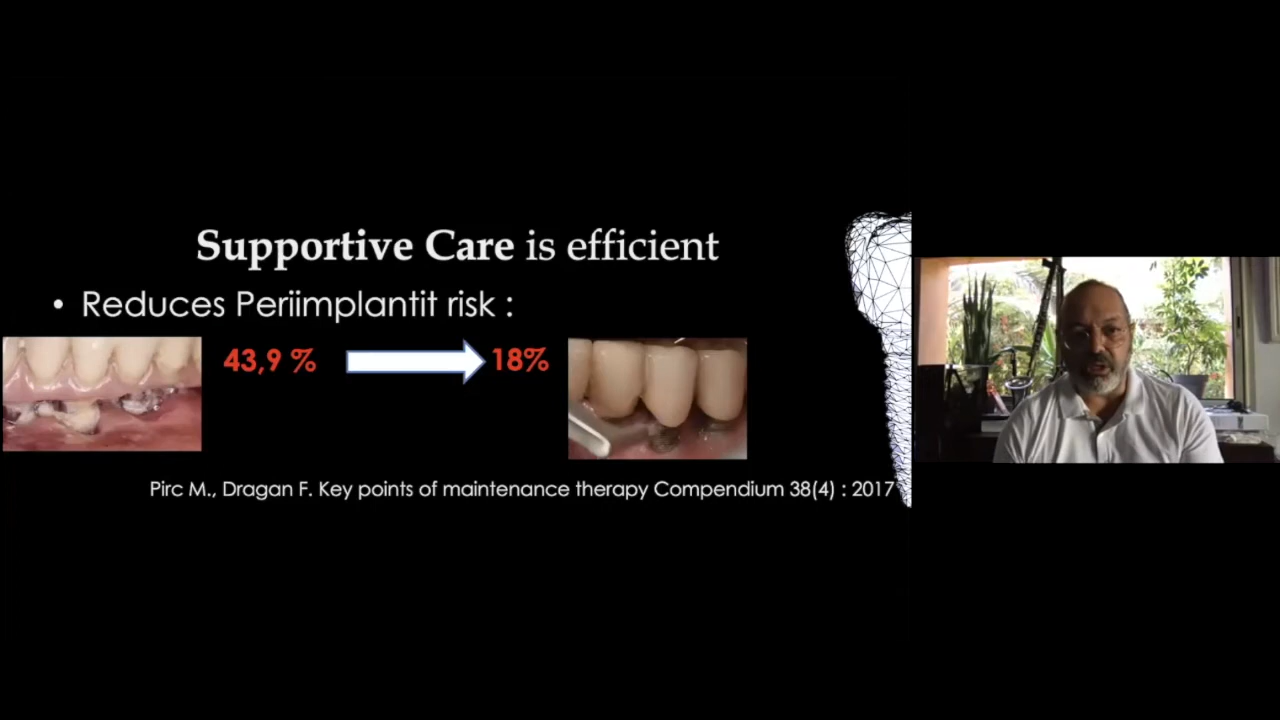 Supportive Care is efficient
• Reduces Periimplantit risk :
43,9 % 18%
Pirc M., Dragan F. Key points of maintenance therapy Compendium 38(4) : 2017